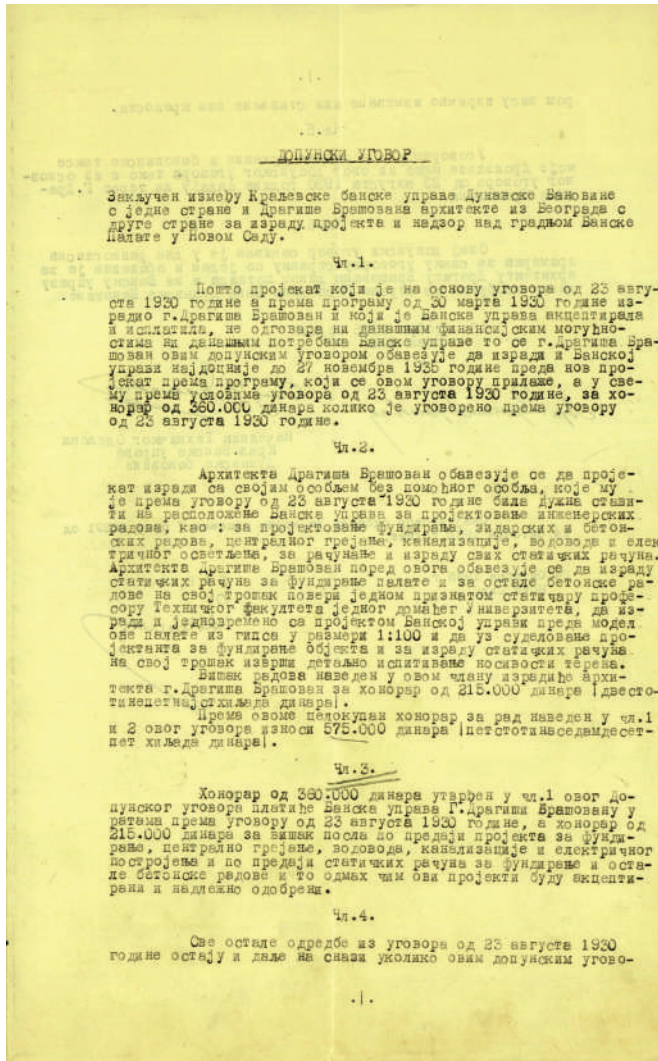 ДОПУНСКИ УГОВОР
Закључен између Краљевске банске управе Дунавске Бановине
с једне стране и Драгише Брашована архитекте из Београда с
друге стране за израду пројекта и надзор над градњом Банске
Палате у Новом Саду.
Чл.1.
Пошто пројекат који је на основу уговора од 23 авгу-
ста 1930 године а према програму од 30 марта 1930 године из-
радио г.Драгиша Брашован и који је Банска управа акцептирала
и исплатила, не одговара ни данашњим финансијским могућно-
стима ни данашњим потребама Банске управе то се г.Драгиша Бра-
шован овим допунским уговором обавезује да изради и Банској
управи најдоцније до 27 новембра 1935 године преда нов про-
јекат према програму, који се овом уговору прилаже, а у све-
му према условима уговора од 23 августа 1930 године, за хо-
норар од 360.000 динара колико је уговорено према уговору
од 23 августа 1930 године.
Чл.2.
Архитекта Драгиша Брашован обавезује се да проје-
кат изради са својим особљем без помоћног особља, које му
је према уговору од 23 августа 1930 године била дужна стави-
ти на расположење Банска управа за пројектовање инжењерских
радова, као : за пројектовање фундирања, зидарских и бетон-
ских радова, централног грејања, канализације, водовода и елек
тричног осветљења, за рачунање и израду свих статичких рачуна.
Архитекта Драгиша Брашован поред овога обавезује се да израду
статичких рачуна за фундирање палате и за остале бетонске ра-
дове на свој трошак повери једном признатом статичару профе-
сору Техничког факултета једног домаћег Универзитета, да из-
ради и једновремено са пројектом Банској управи преда модел
ове палате из гипса у размери 1:100 и да уз суделовање про-
јектанта за фундирање објекта и за израду статичких рачуна
на свој трошак изврши детаљно испитивање носивости терена.
Вишак радова наведен у овом члану израдиће архи-
текта г.Драгиша Брашован за хонорар од 215.000 динара |двесто-
тинепетнајстхиљада динара|.
Према овоме целокупан хонорар за рад наведен у чл.1
и 2 овог уговора износи 575.000 динара |петстотинаседамдесет-
пет хиљада динара|.
Чл.3.
Хонорар од 360.000 динара утврђен у чл.1 овог До-
пунског уговора платиће Банска управа Г.Драгиши Брашовану у
ратама према уговору од 23 августа 1930 године, а хонорар од
215.000 динара за вишак посла по предаји пројекта за фунди-
рање, централно грејање, водовода, канализације и електричног
постројења и по предаји статичких рачуна за фундирање и оста-
ле бетонске радове и то одмах чим ови пројекти буду акцепти-
рани и надлежно одобрени.
Чл.4.
Све остале одредбе из уговора од 23 августа 1930
године остају и даље на снази уколико овим допунским угово-
.|.